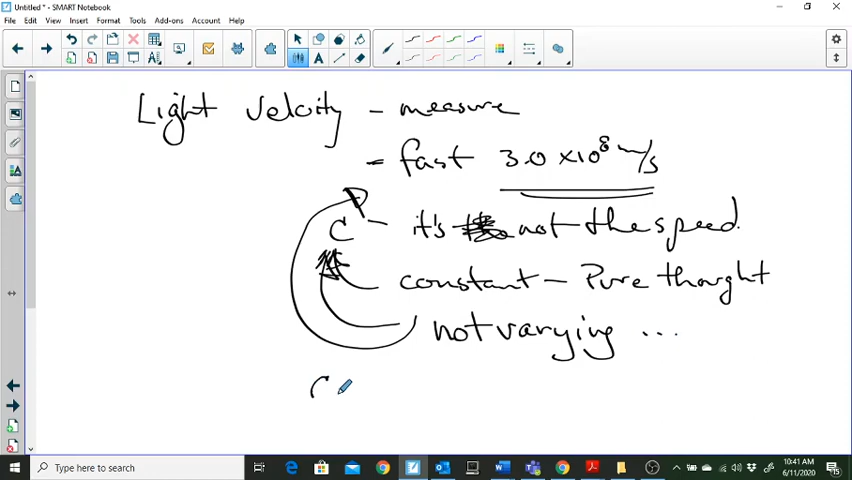 Untitled * - SMART Notebook
File Edit View Insert Format Tools Add-ons Account Help
Light velocity - measure
= fast 3.0 x10⁸ m/s
C - it's not the speed.
constant - Pure thought
not varying ...
C
Type here to search
10:41 AM
6/11/2020